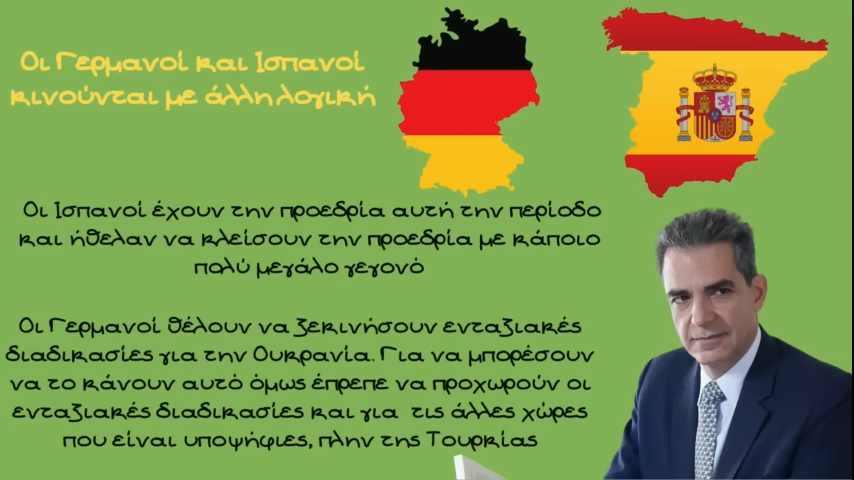 Οι Γερμανοί και Ισπανοί
κινούνται με άλλη λογική
Οι Ισπανοί έχουν την προεδρία αυτή την περίοδο
και ήθελαν να κλείσουν την προεδρία με κάποιο
πολύ μεγάλο γεγονό
Οι Γερμανοί θέλουν να ξεκινήσουν ενταξιακές
διαδικασίες για την Ουκρανία. Για να μπορέσουν
να το κάνουν αυτό όμως έπρεπε να προχωρούν οι
ενταξιακές διαδικασίες και για τις άλλες χώρες
που είναι υποψήφιες, πλην της Τουρκίας